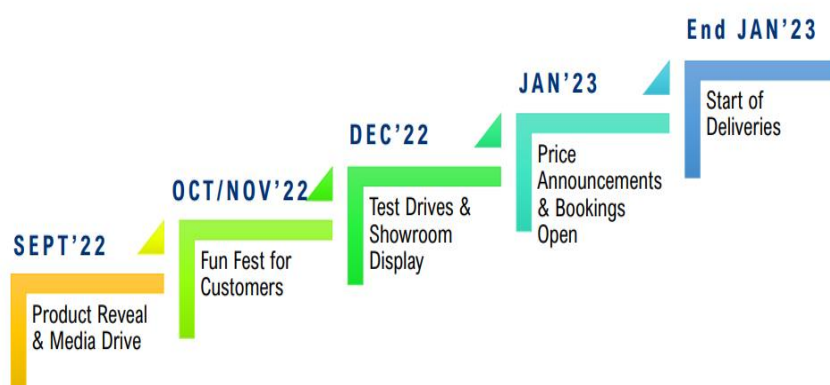 SEPT'22
Product Reveal
& Media Drive
OCT/NOV'22
Fun Fest for
Customers
DEC'22
Test Drives &
Showroom
Display
JAN'23
Price
Announcements
& Bookings
Open
End JAN'23
Start of
Deliveries